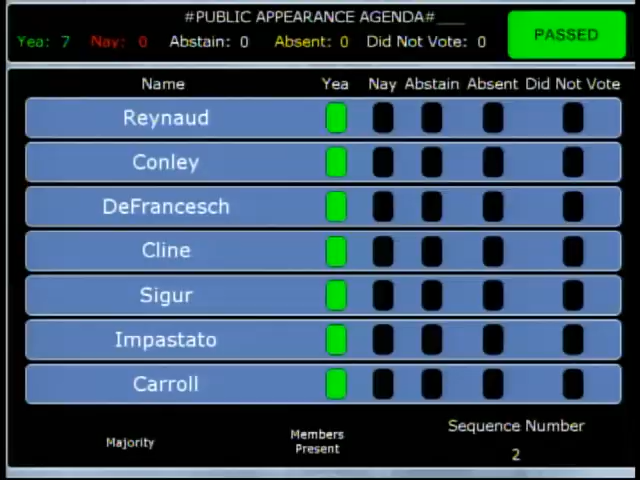 #PUBLIC APPEARANCE AGENDA#___
Yea: 7 Nay: 0 Abstain: 0 Absent: 0 Did Not Vote: 0 PASSED
Name Yea Nay Abstain Absent Did Not Vote
Reynaud
Conley
DeFrancesch
Cline
Sigur
Impastato
Carroll
Majority
Members
Present
Sequence Number
2